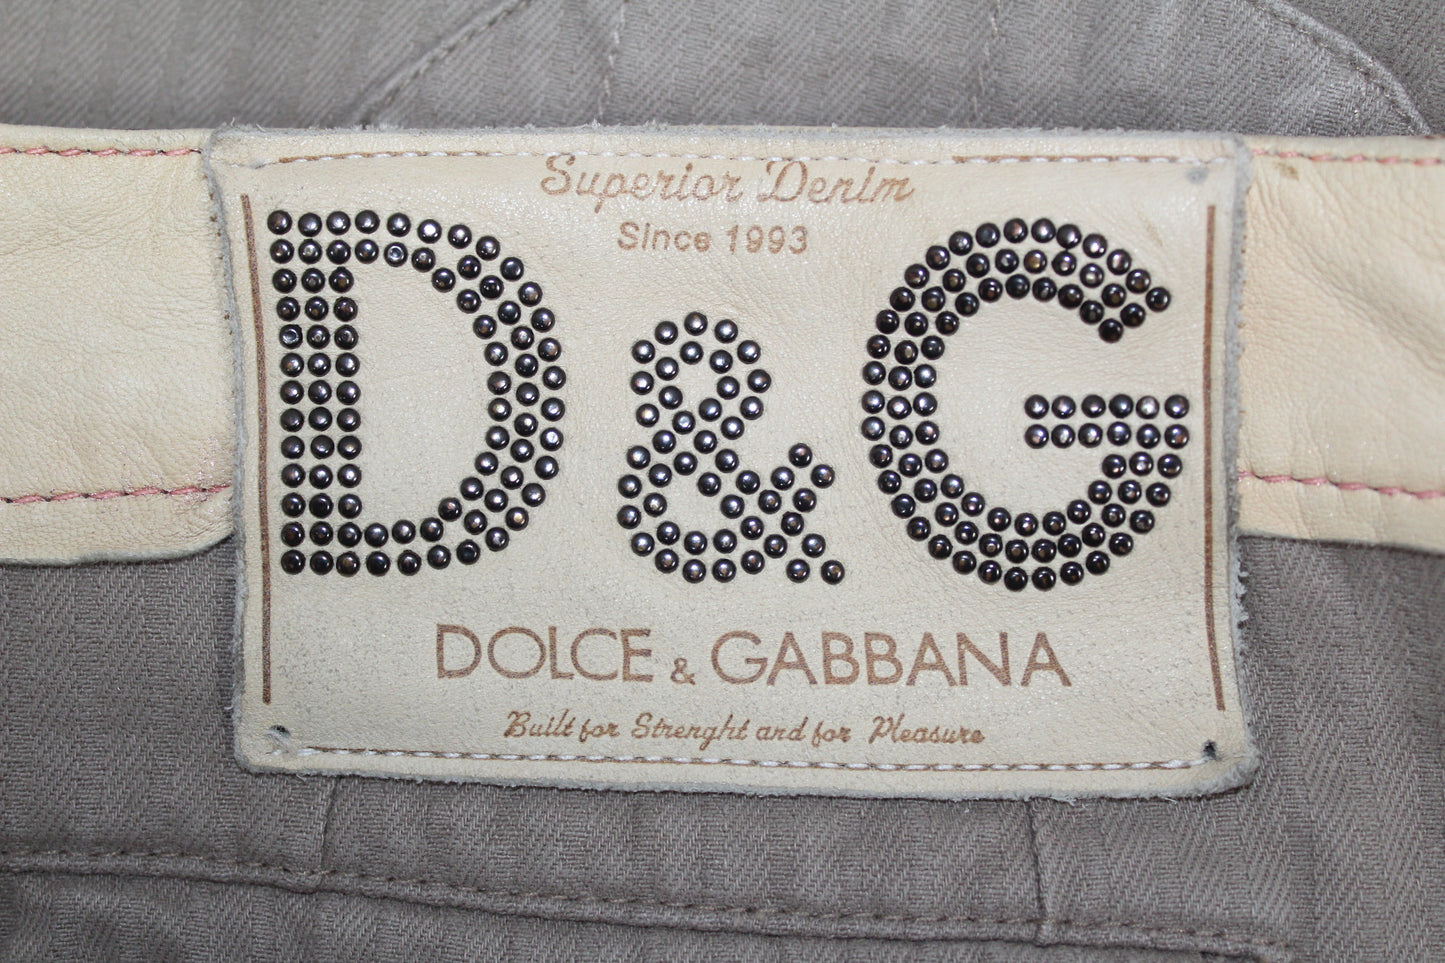 Superior Denim
Since 1993
D&G
DOLCE & GABBANA
Built for Strenght and for Pleasure